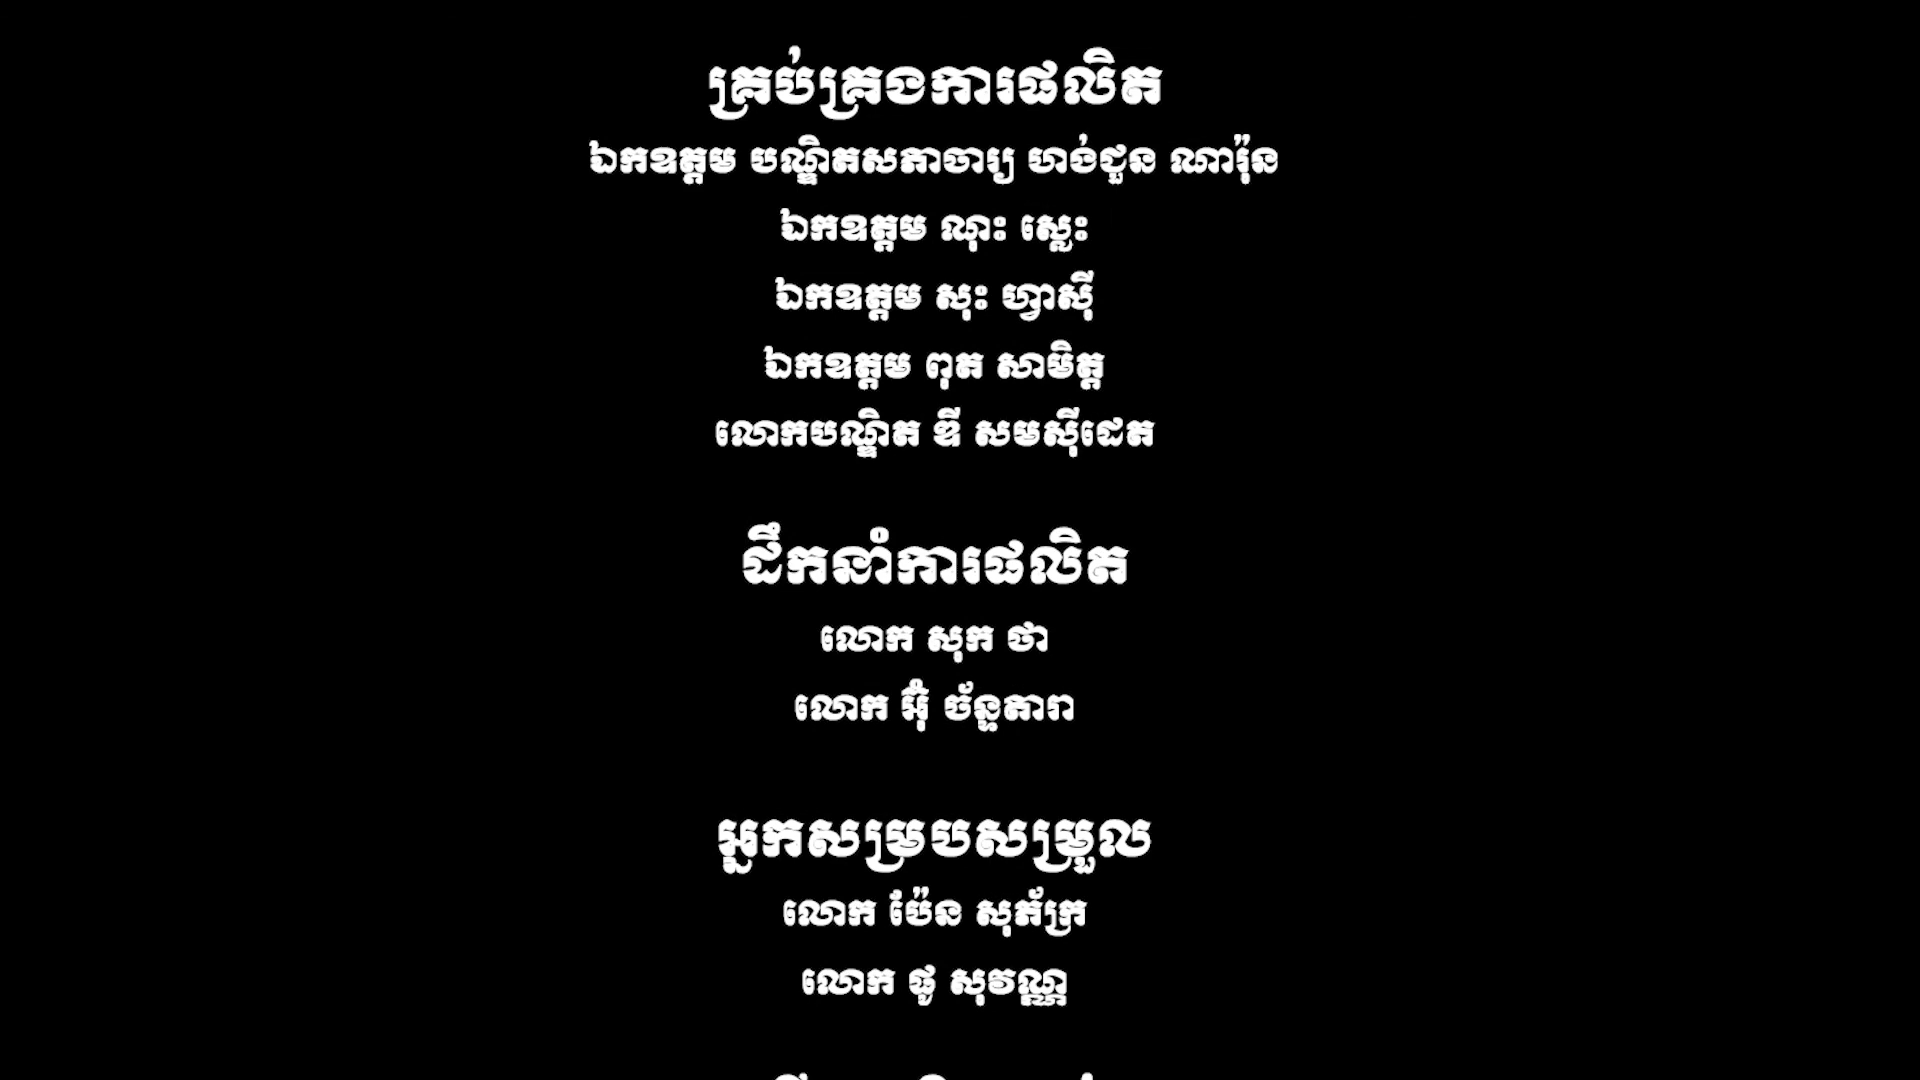 គ្រប់គ្រងការផលិត
ឯកឧត្តម បណ្ឌិតសភាចារ្យ ហង់ជួន ណារ៉ុន
ឯកឧត្តម ណុះ ស្លេះ
ឯកឧត្តម សុះ ហ្វាស៊ី
ឯកឧត្តម ពុត សាមិត្ត
លោកបណ្ឌិត ឌី សមស៊ីដេត
ដឹកនាំការផលិត
លោក សុក ថា
លោក អ៊ុំ ច័ន្ទតារា
អ្នកសម្របសម្រួល
លោក ប៉ែន សុភ័ក្រ
លោក ផូ សុវណ្ណ